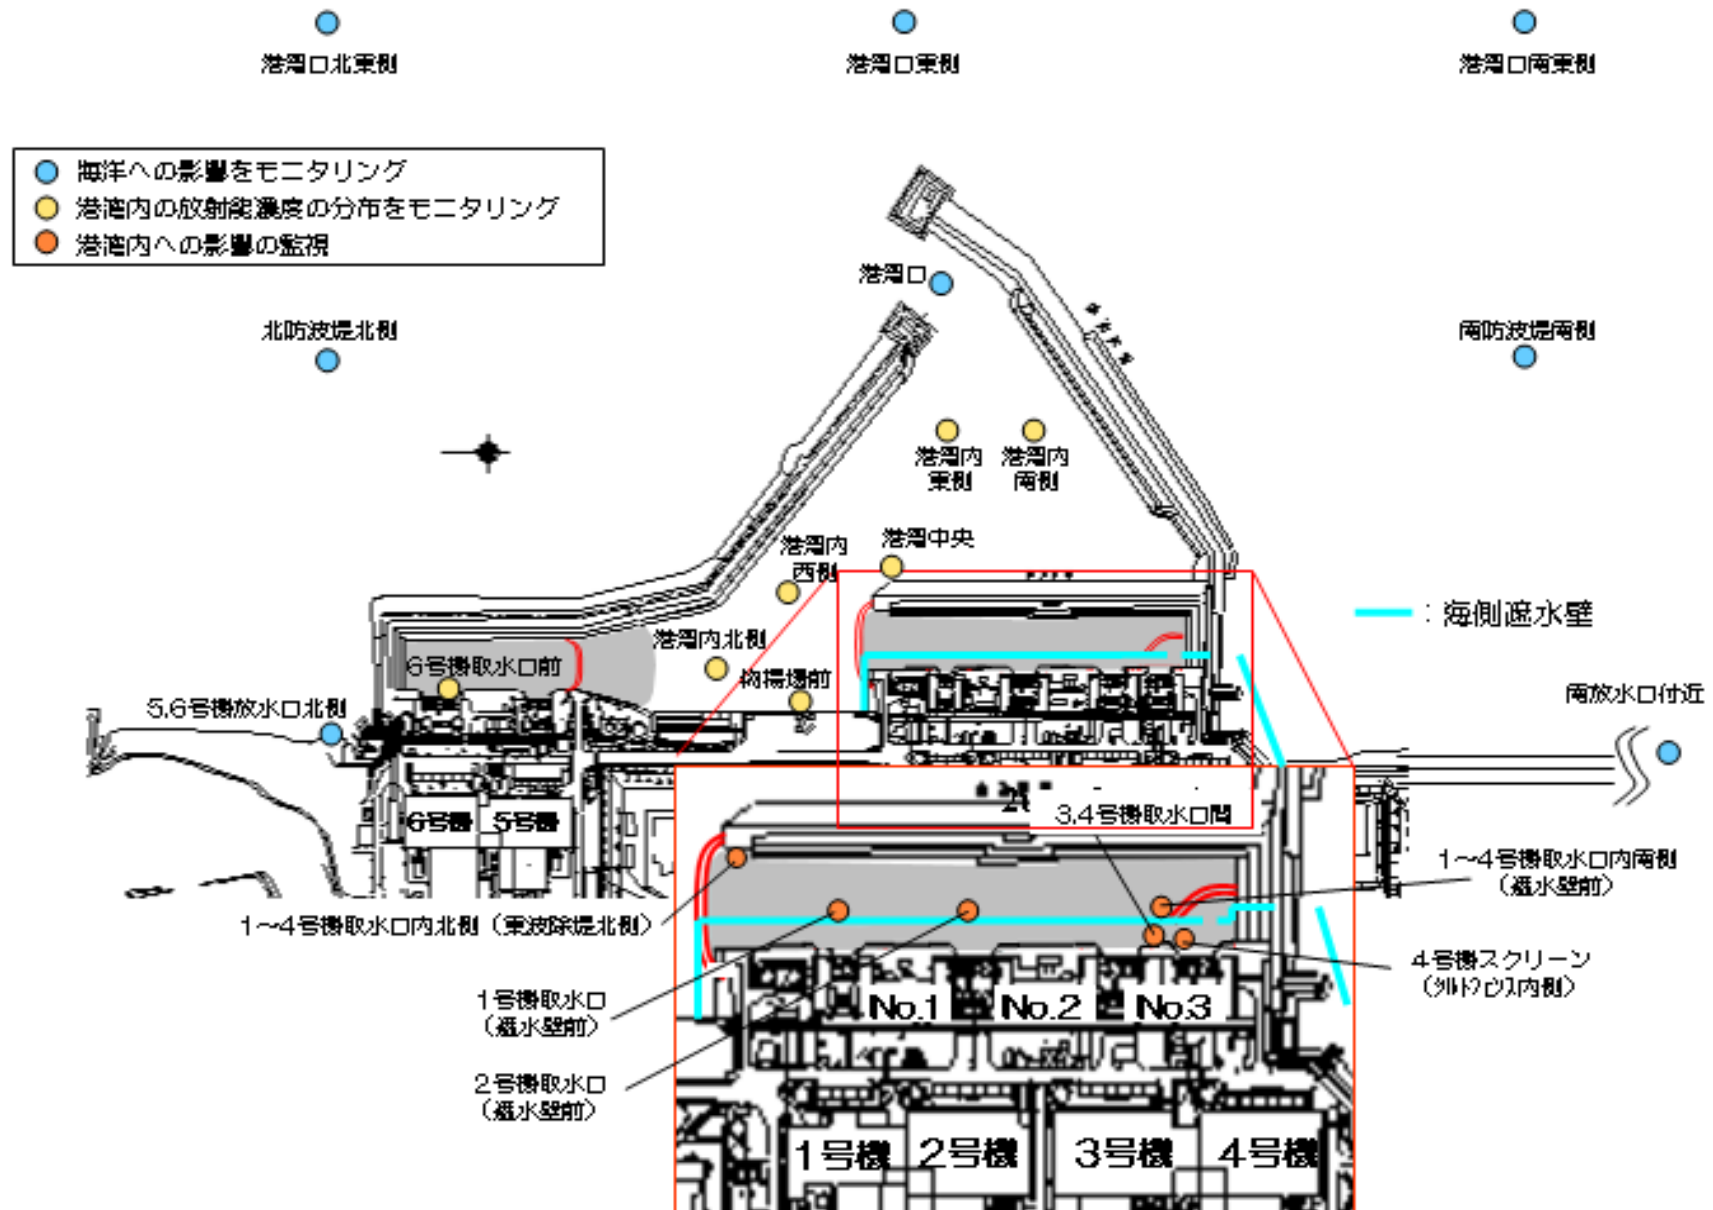 港湾口北東側
港湾口東側
港湾口南東側
海洋への影響をモニタリング
港湾内の放射能濃度の分布をモニタリング
港湾内への影響の監視
港湾口
北防波堤北側
南防波堤南側
港湾内
東側
港湾内
南側
港湾中央
港湾内
西側
港湾内北側
：海側遮水壁
6号機取水口前
物揚場前
5,6号機放水口北側
南放水口付近
6号機
5号機
3,4号機取水口間
1～4号機取水口内南側
（遮水壁前）
1～4号機取水口内北側（東波除堤北側）
4号機スクリーン
（シルトフェンス内側）
1号機取水口
（遮水壁前）
No.1
No.2
No.3
2号機取水口
（遮水壁前）
1号機
2号機
3号機
4号機